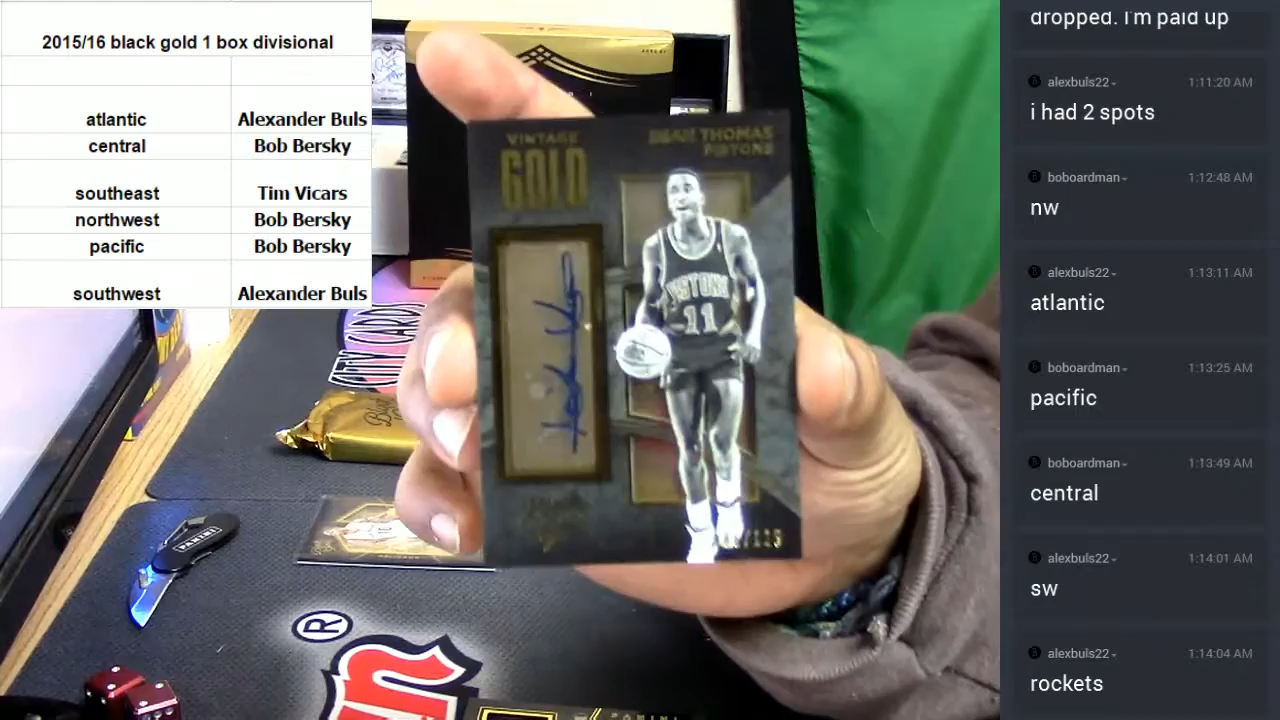 2015/16 black gold 1 box divisional
atlantic Alexander Buls
central Bob Bersky
southeast Tim Vicars
northwest Bob Bersky
pacific Bob Bersky
southwest Alexander Buls
VINTAGE
GOLD
THOMAS
PISTONS
PISTONS
11
CITY CARDS
PANINI
®
PANINI
dropped. I'm paid up
alexbuls22 1:11:20 AM
i had 2 spots
boboardman 1:12:48 AM
nw
alexbuls22 1:13:11 AM
atlantic
boboardman 1:13:25 AM
pacific
boboardman 1:13:49 AM
central
alexbuls22 1:14:01 AM
sw
alexbuls22 1:14:04 AM
rockets